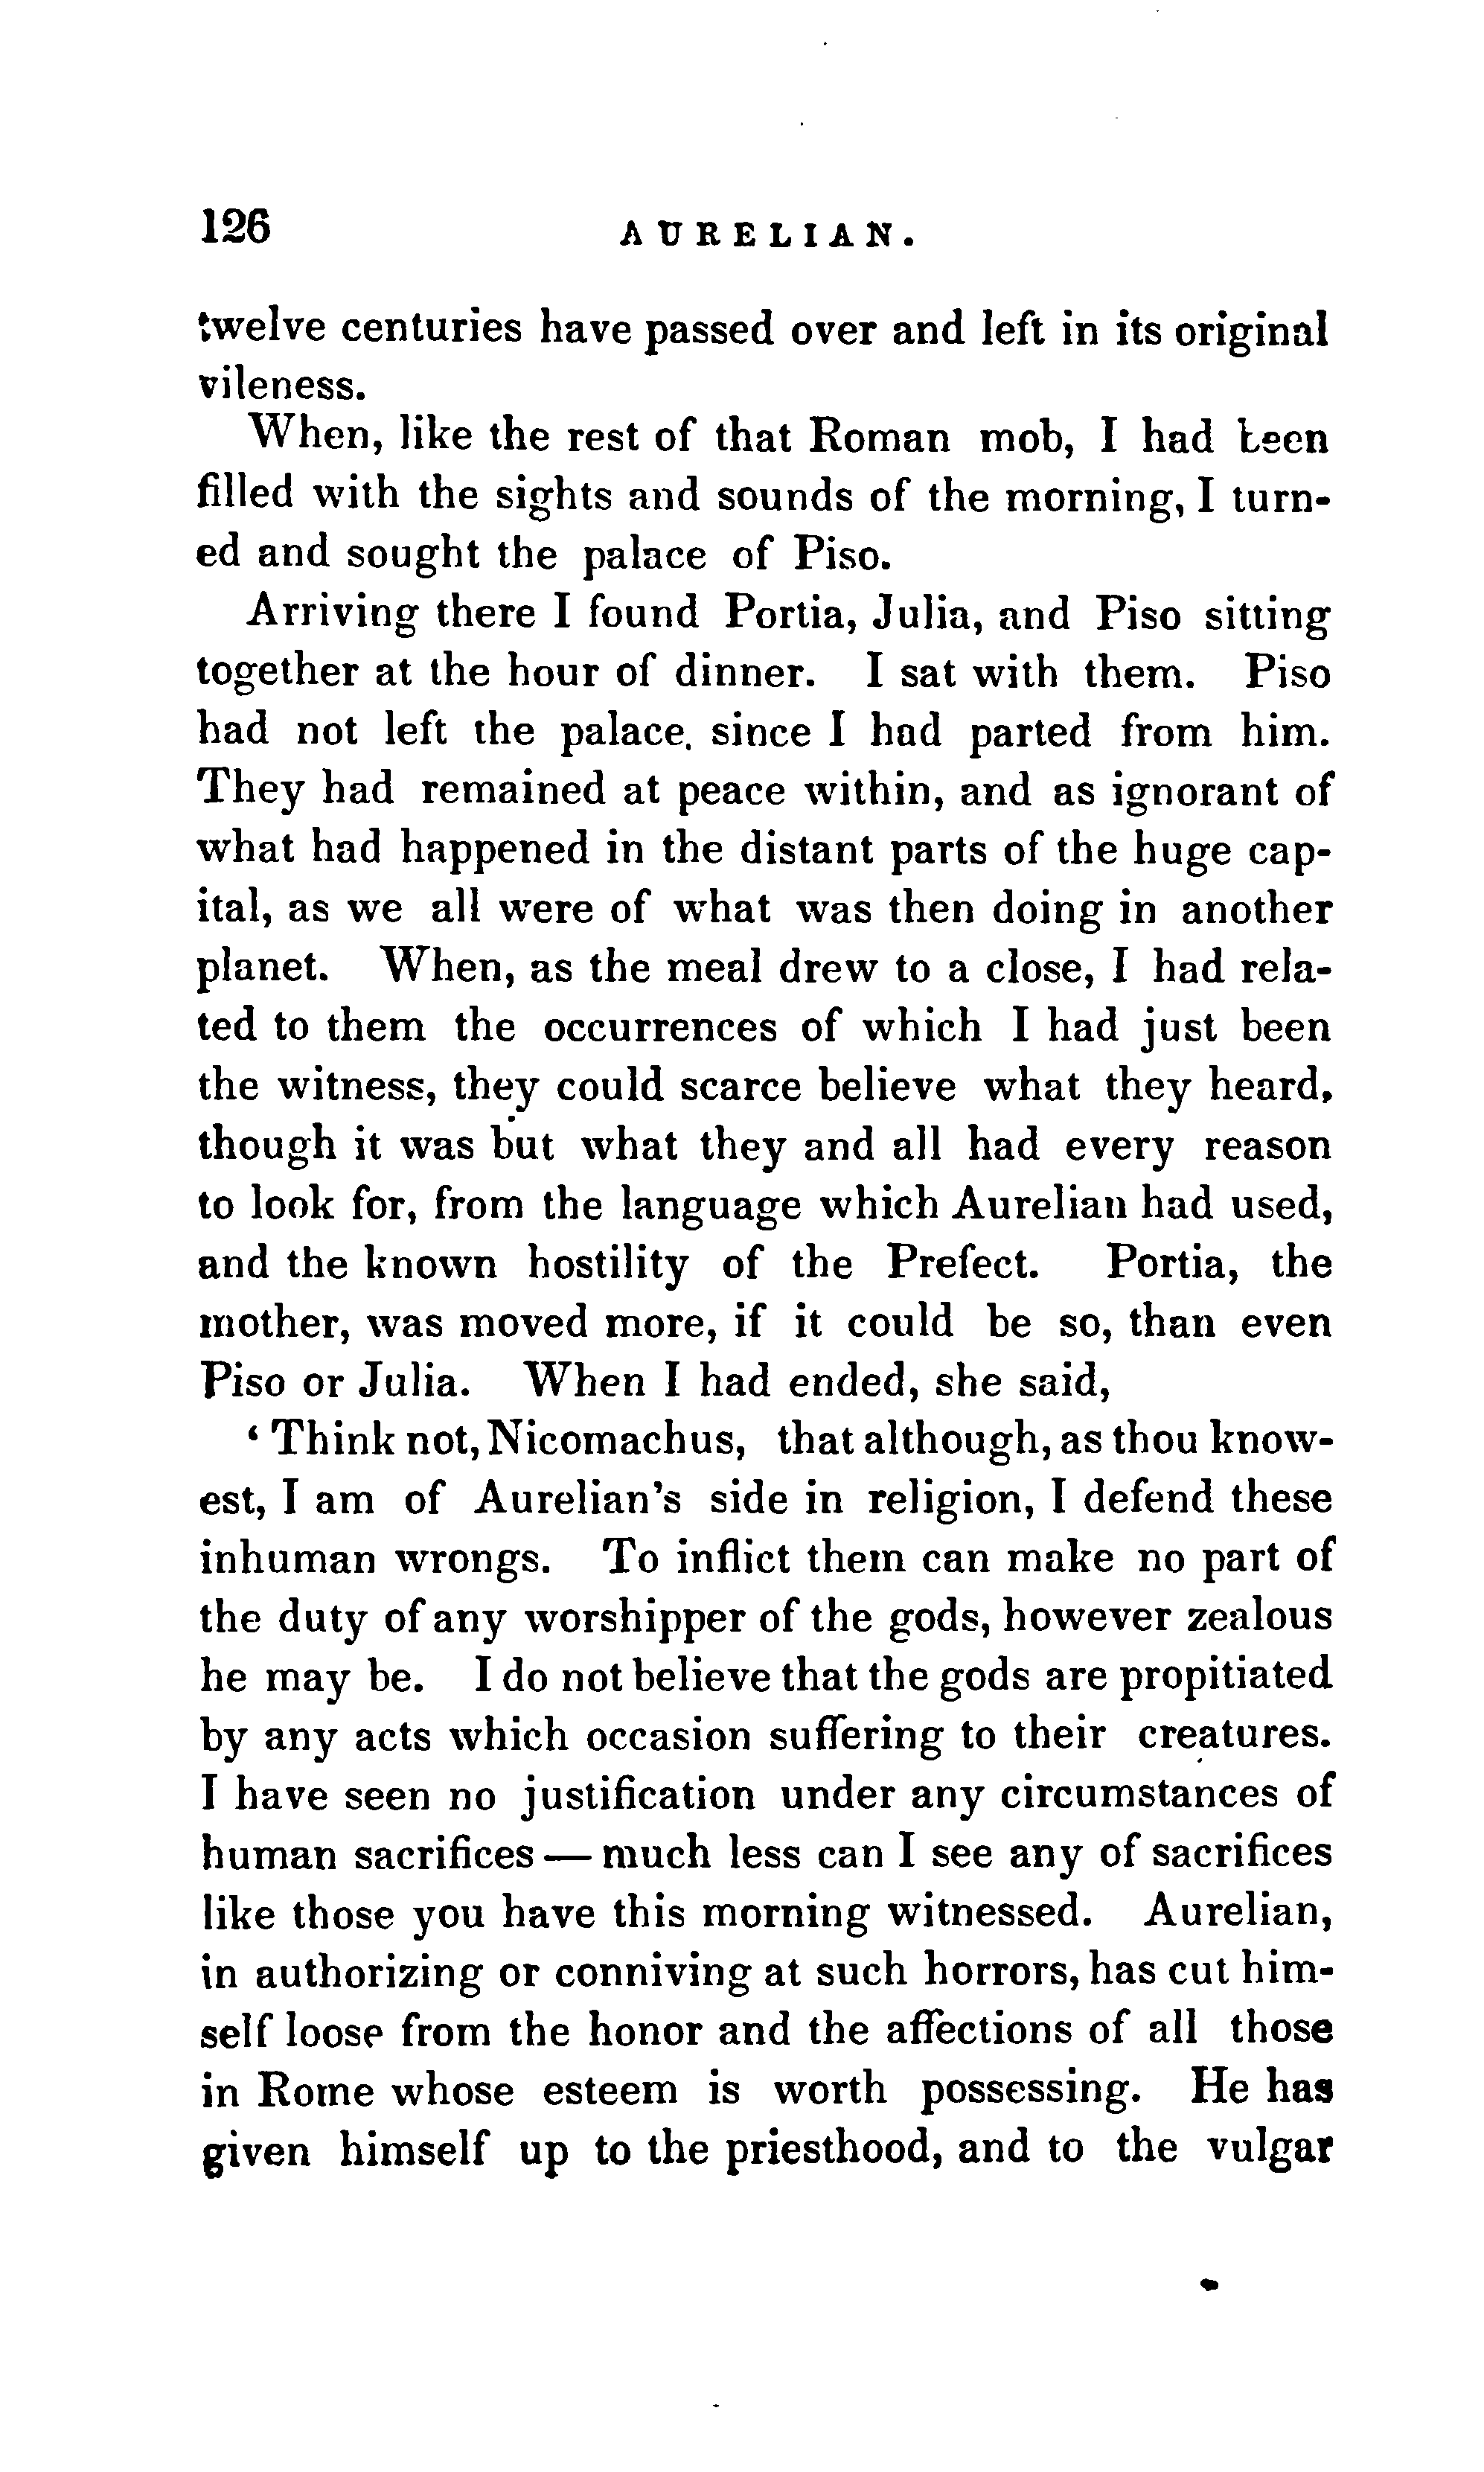 126 AURELIAN.
twelve centuries have passed over and left in its original
vileness.
When, like the rest of that Roman mob, I had been
filled with the sights and sounds of the morning, I turn-
ed and sought the palace of Piso.
Arriving there I found Portia, Julia, and Piso sitting
together at the hour of dinner. I sat with them. Piso
had not left the palace, since I had parted from him.
They had remained at peace within, and as ignorant of
what had happened in the distant parts of the huge cap-
ital, as we all were of what was then doing in another
planet. When, as the meal drew to a close, I had rela-
ted to them the occurrences of which I had just been
the witness, they could scarce believe what they heard,
though it was but what they and all had every reason
to look for, from the language which Aurelian had used,
and the known hostility of the Prefect. Portia, the
mother, was moved more, if it could be so, than even
Piso or Julia. When I had ended, she said,
‘Think not, Nicomachus, that although, as thou know-
est, I am of Aurelian's side in religion, I defend these
inhuman wrongs. To inflict them can make no part of
the duty of any worshipper of the gods, however zealous
he may be. I do not believe that the gods are propitiated
by any acts which occasion suffering to their creatures.
I have seen no justification under any circumstances of
human sacrifices — much less can I see any of sacrifices
like those you have this morning witnessed. Aurelian,
in authorizing or conniving at such horrors, has cut him-
self loose from the honor and the affections of all those
in Rome whose esteem is worth possessing. He has
given himself up to the priesthood, and to the vulgar